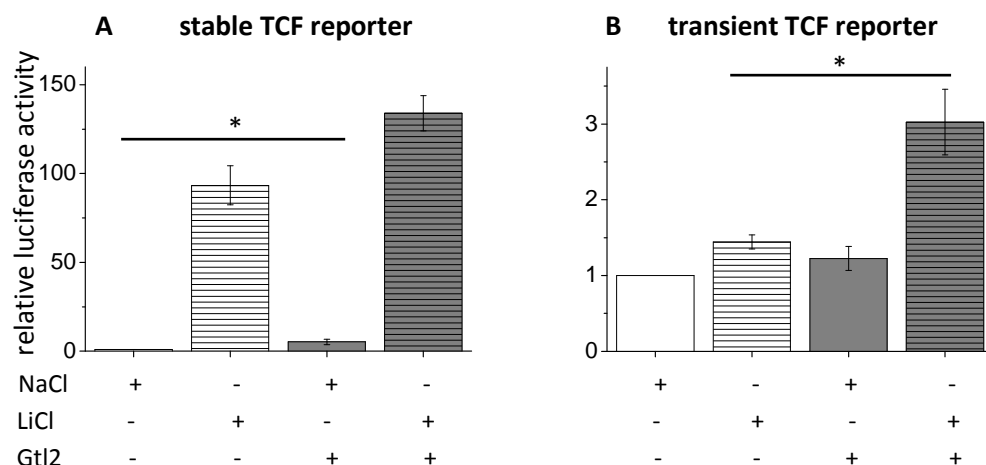 A stable TCF reporter
B transient TCF reporter
relative luciferase activity
150
100
50
0
*
3
2
1
0
*
NaCl + - + - + - + -
LiCl - + - + - + - +
Gtl2 - - + + - - + +